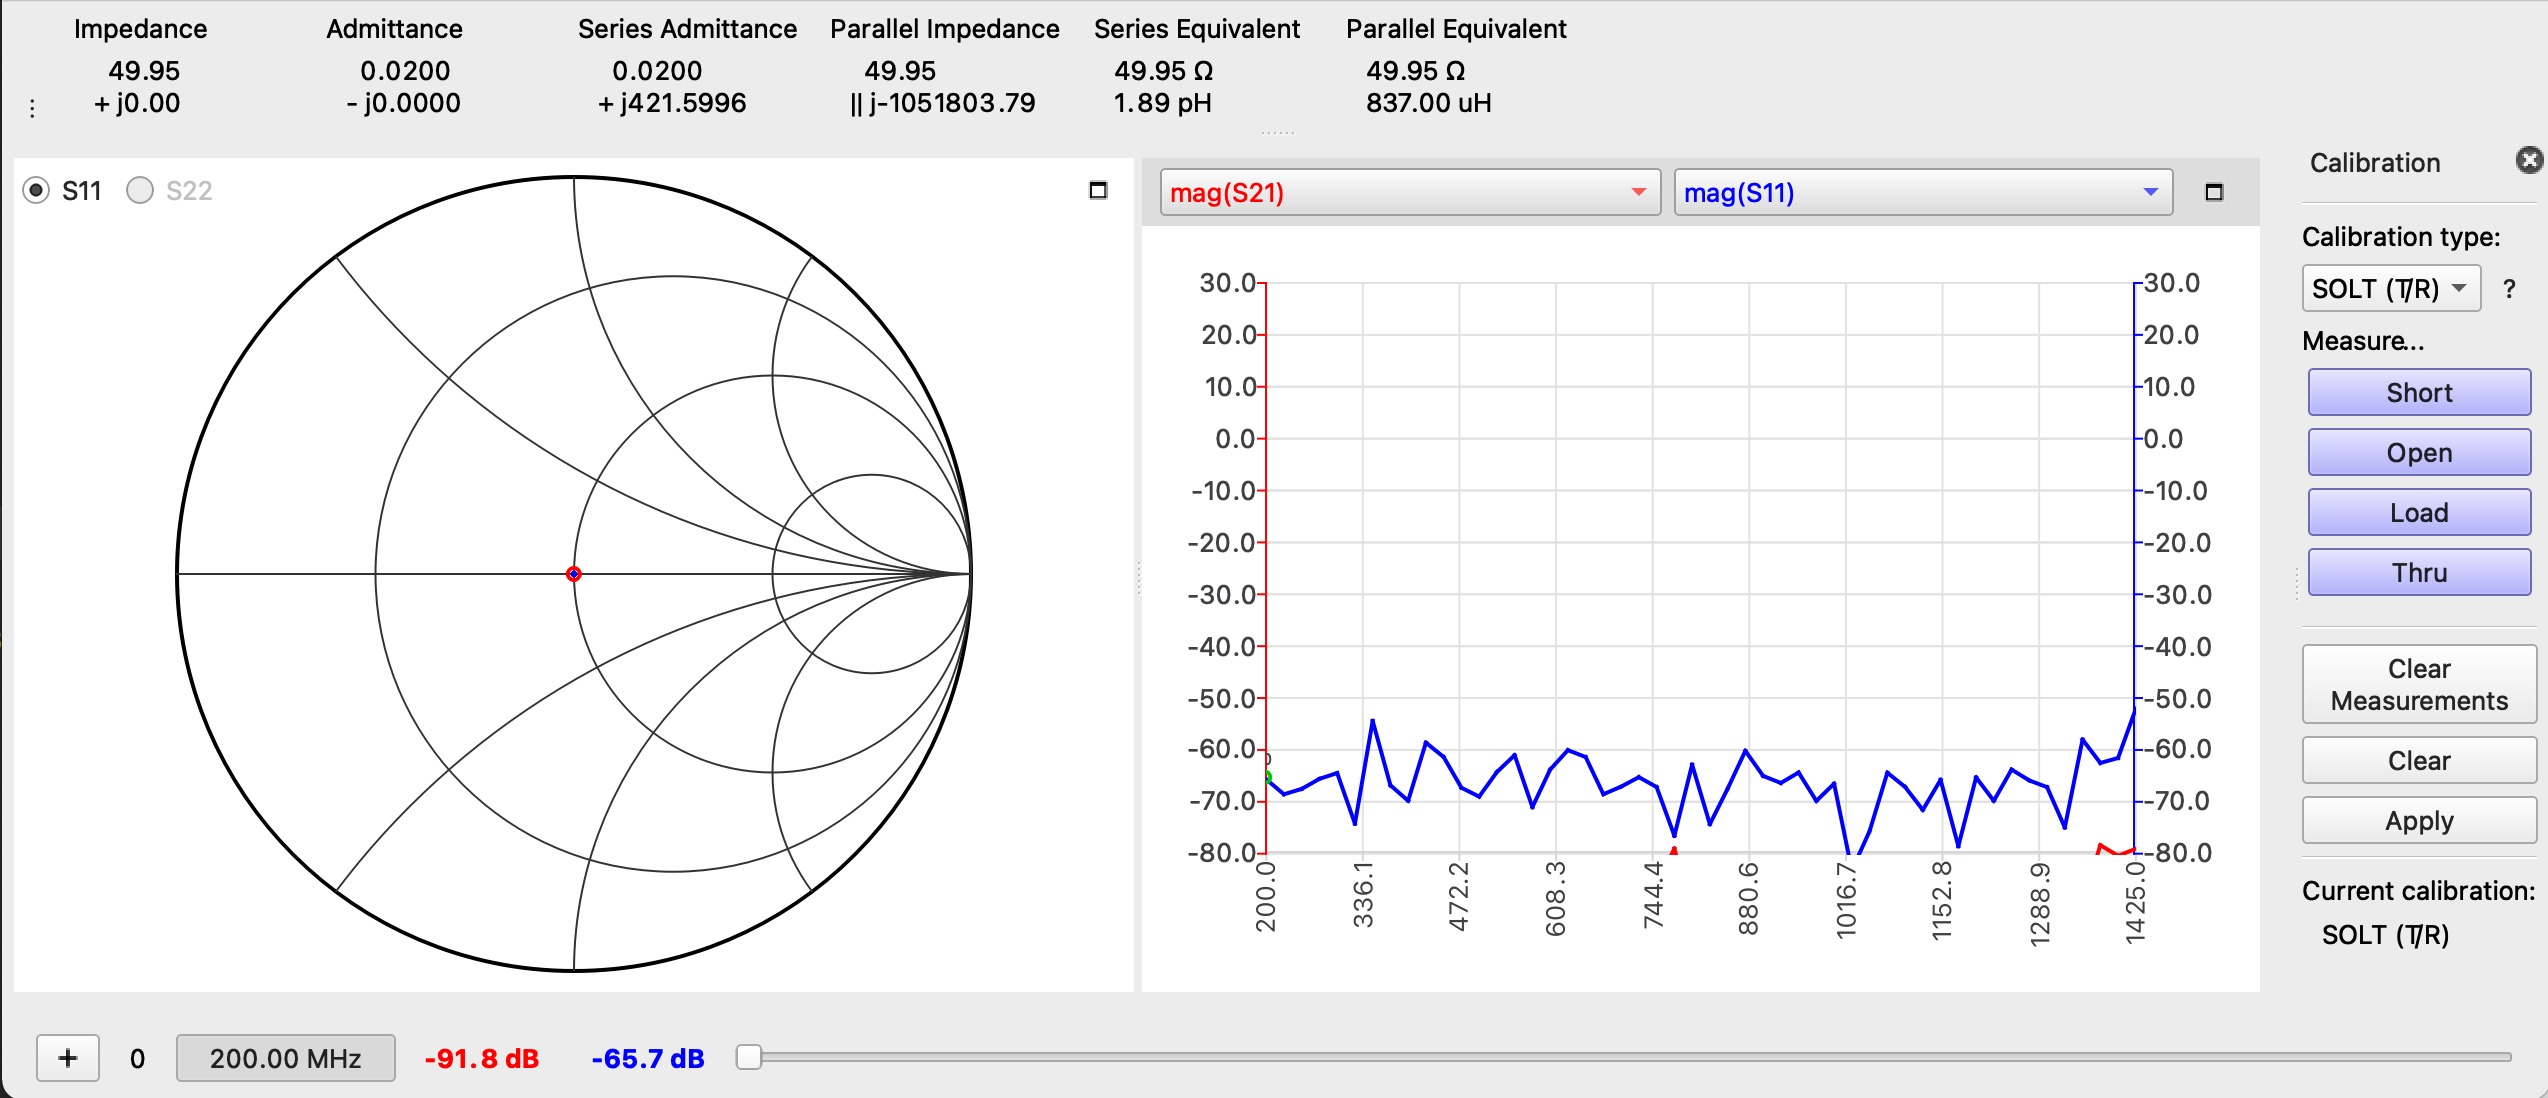 Impedance Admittance Series Admittance Parallel Impedance Series Equivalent Parallel Equivalent
49.95 0.0200 0.0200 49.95 49.95 Ω 49.95 Ω
+ j0.00 - j0.0000 + j421.5996 || j-1051803.79 1.89 pH 837.00 uH
S11 S22
mag(S21) mag(S11)
30.0 30.0
20.0 20.0
10.0 10.0
0.0 0.0
-10.0 -10.0
-20.0 -20.0
-30.0 -30.0
-40.0 -40.0
-50.0 -50.0
-60.0 -60.0
0
-70.0 -70.0
-80.0 -80.0
200.0 336.1 472.2 608.3 744.4 880.6 1016.7 1152.8 1288.9 1425.0
Calibration
Calibration type:
SOLT (T/R) ?
Measure...
Short
Open
Load
Thru
Clear
Measurements
Clear
Apply
Current calibration:
SOLT (T/R)
+ 0 200.00 MHz -91.8 dB -65.7 dB